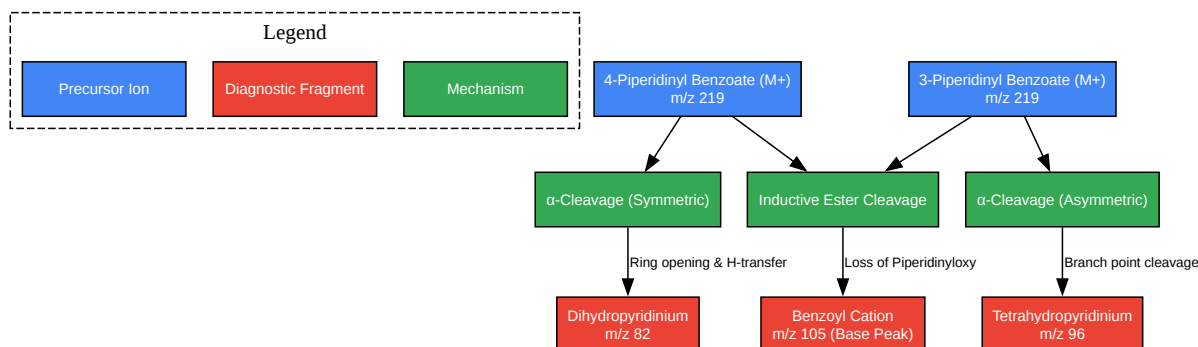 Legend
Precursor Ion
Diagnostic Fragment
Mechanism
4-Piperidinyl Benzoate (M+)
m/z 219
3-Piperidinyl Benzoate (M+)
m/z 219
α-Cleavage (Symmetric)
Inductive Ester Cleavage
α-Cleavage (Asymmetric)
Ring opening & H-transfer
Loss of Piperidinyloxy
Branch point cleavage
Dihydropyridinium
m/z 82
Benzoyl Cation
m/z 105 (Base Peak)
Tetrahydropyridinium
m/z 96